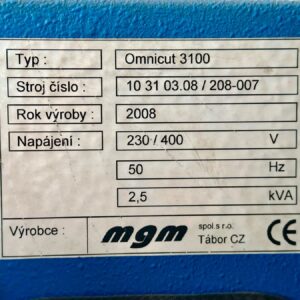 Typ : Omnicut 3100
Stroj číslo : 10 31 03.08 / 208-007
Rok výroby : 2008
Napájení : 230 / 400 V
50 Hz
2,5 kVA
Výrobce : mgm spol.s r.o. Tábor CZ CE